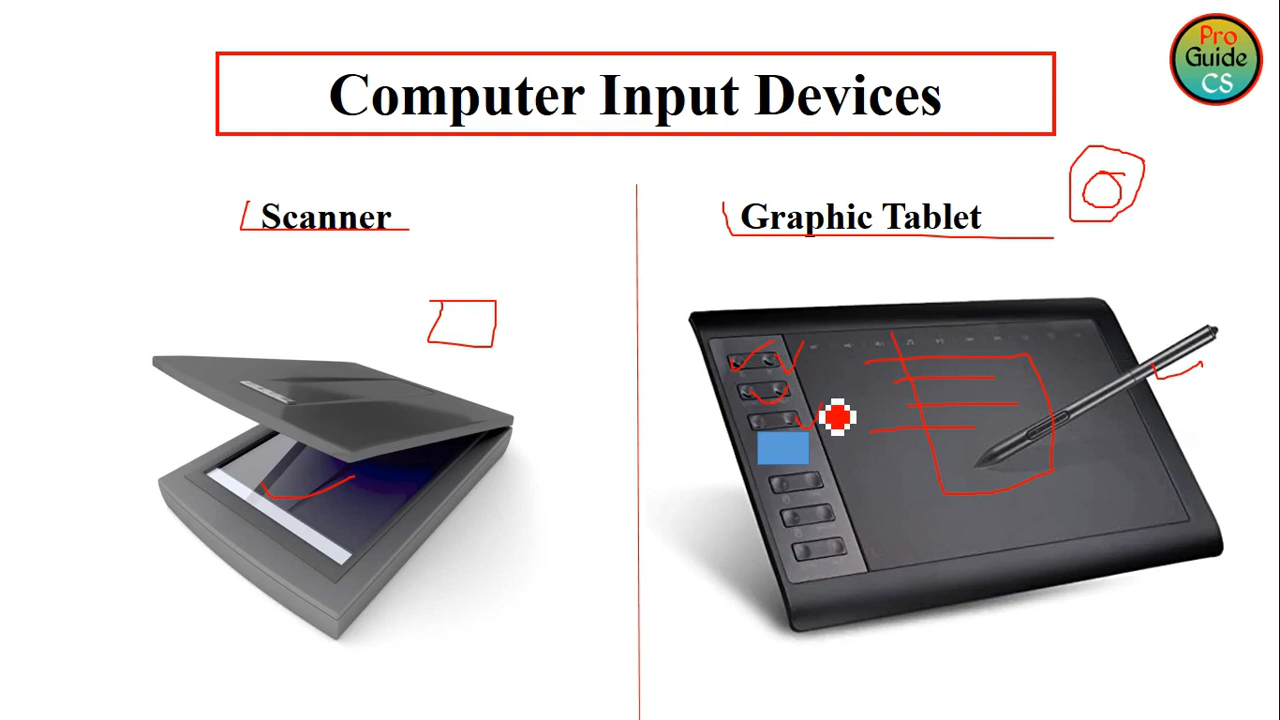 Pro
Guide
CS
Computer Input Devices
Scanner
Graphic Tablet